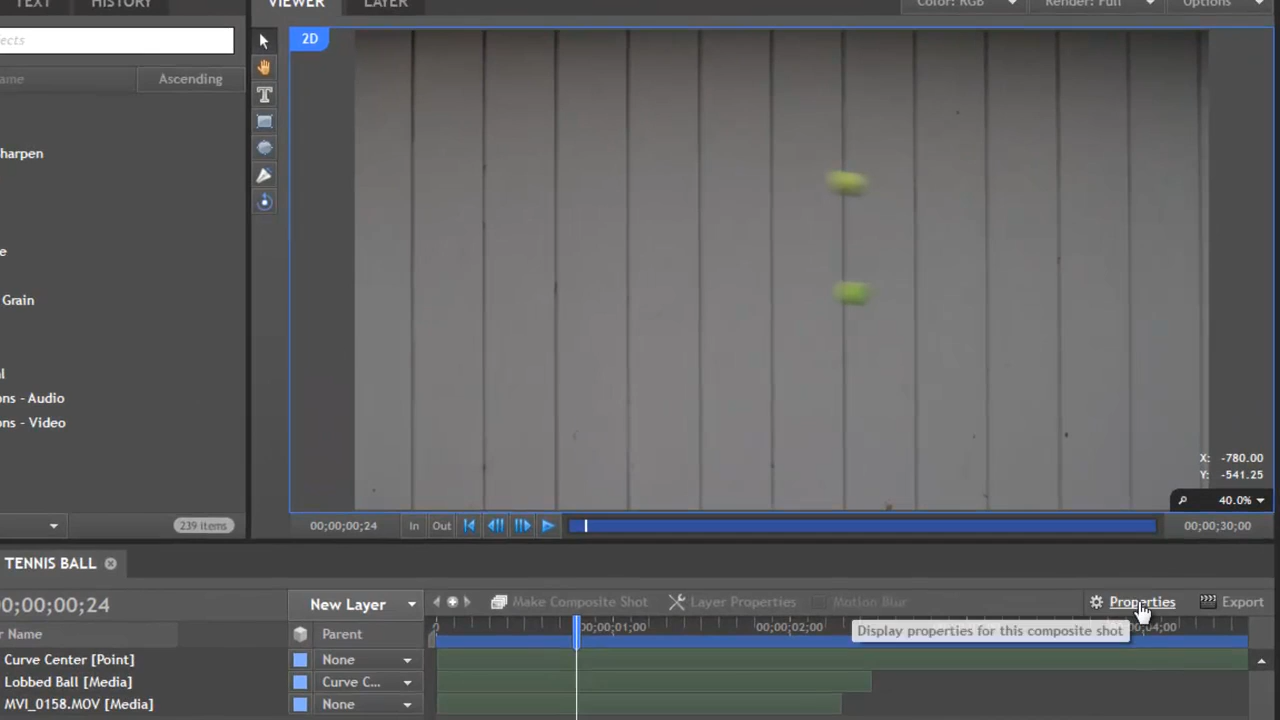 TEXT HISTORY VIEWER LAYER Color: RGB Render: Full Options
2D
ects
ame Ascending
harpen
e
Grain
al
ons - Audio
ons - Video
X: -780.00
Y: -541.25
40.0%
239 items 00;00;00;24 In Out 00;00;30;00
TENNIS BALL
0;00;00;24 New Layer Make Composite Shot Layer Properties Motion Blur Properties Export
0 00;00;01;00 00;00;02;00 04;00
r Name Parent Display properties for this composite shot
Curve Center [Point] None
Lobbed Ball [Media] Curve C...
MVI_0158.MOV [Media] None